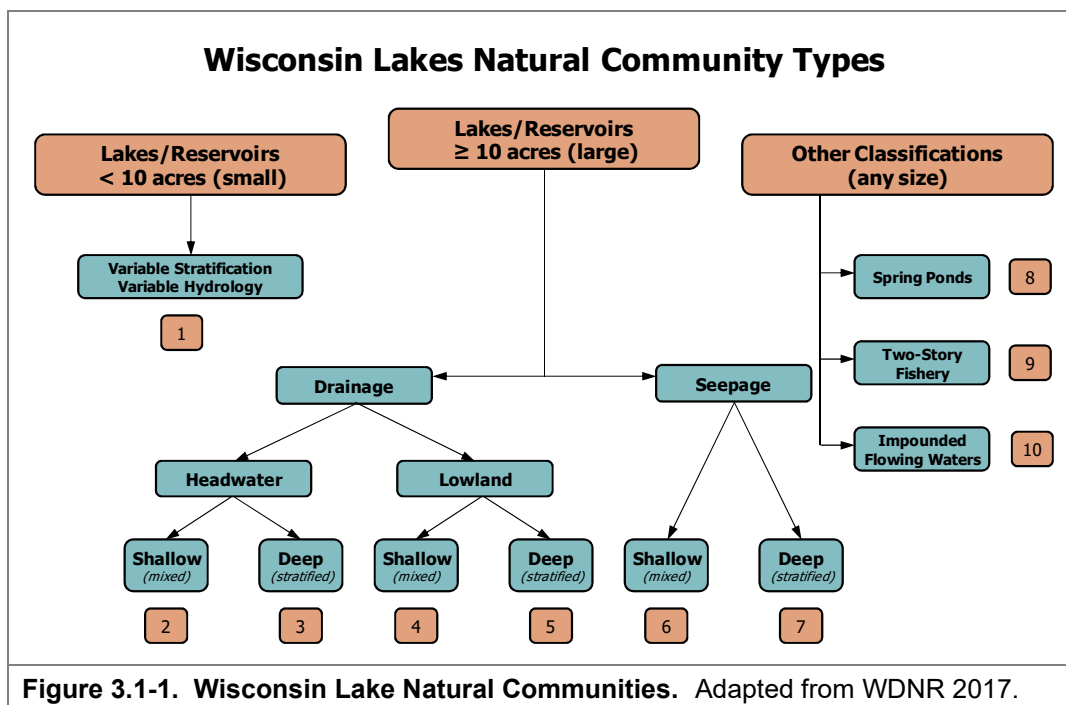 Wisconsin Lakes Natural Community Types
Lakes/Reservoirs
< 10 acres (small)
Lakes/Reservoirs
≥ 10 acres (large)
Other Classifications
(any size)
Variable Stratification
Variable Hydrology
1
Spring Ponds
8
Two-Story
Fishery
9
Impounded
Flowing Waters
10
Drainage
Seepage
Headwater
Lowland
Shallow
(mixed)
Deep
(stratified)
Shallow
(mixed)
Deep
(stratified)
Shallow
(mixed)
Deep
(stratified)
2
3
4
5
6
7
Figure 3.1-1. Wisconsin Lake Natural Communities. Adapted from WDNR 2017.